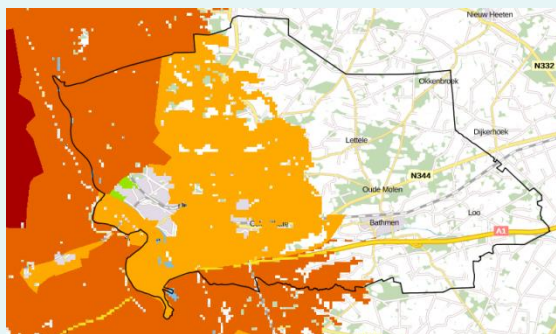 Nieuw Heeten
N332
Okkenbroek
Dijkerhoek
Lettele
N344
Oude Molen
Loo
Bathmen
A1